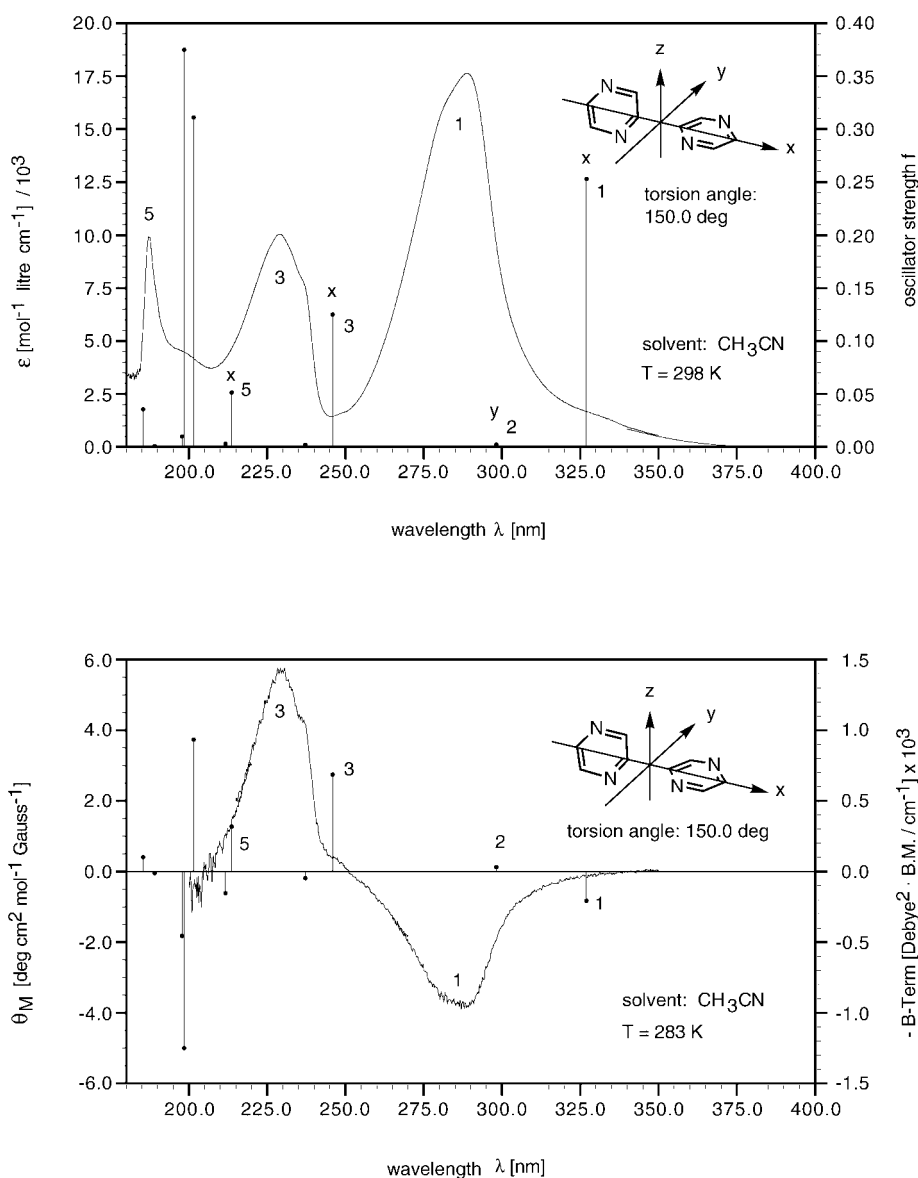 20.0
17.5
15.0
12.5
10.0
7.5
5.0
2.5
0.0
ε [mol⁻¹ litre cm⁻¹] / 10³
0.40
0.35
0.30
0.25
0.20
0.15
0.10
0.05
0.00
oscillator strength f
z
y
x
N
N
N
N
1
x
1
torsion angle:
150.0 deg
5
3
x
3
x
5
y
2
solvent: CH₃CN
T = 298 K
200.0 225.0 250.0 275.0 300.0 325.0 350.0 375.0 400.0
wavelength λ [nm]
6.0
4.0
2.0
0.0
-2.0
-4.0
-6.0
θM [deg cm² mol⁻¹ Gauss⁻¹]
1.5
1.0
0.5
0.0
-0.5
-1.0
-1.5
- B-Term [Debye² · B.M. / cm⁻¹] x 10³
z
y
x
N
N
N
N
3
3
torsion angle: 150.0 deg
5
2
1
1
solvent: CH₃CN
T = 283 K
200.0 225.0 250.0 275.0 300.0 325.0 350.0 375.0 400.0
wavelength λ [nm]